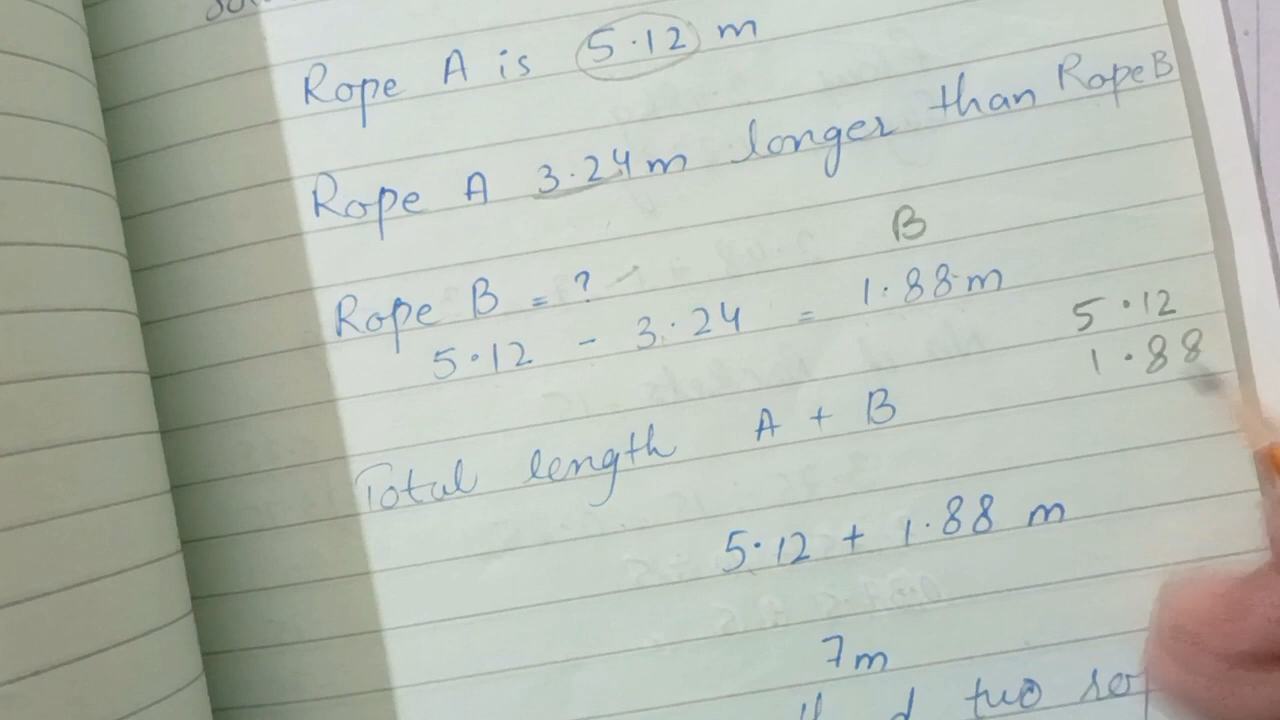 Rope A is 5.12 m
Rope A 3.24m longer than Rope B
B
Rope B = ?
5.12 - 3.24 = 1.88 m
5.12
1.88
Total length A + B
5.12 + 1.88 m
7m
two